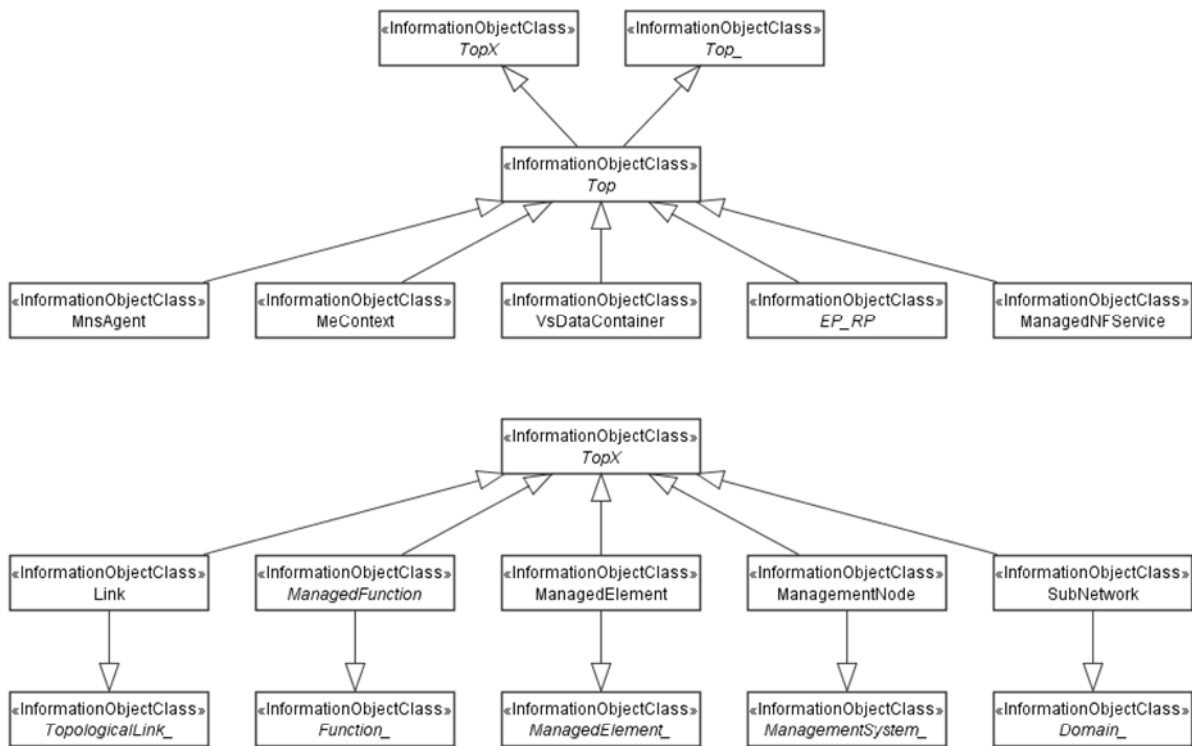 «InformationObjectClass»
TopX
«InformationObjectClass»
Top_
«InformationObjectClass»
Top
«InformationObjectClass»
MnsAgent
«InformationObjectClass»
MeContext
«InformationObjectClass»
VsDataContainer
«InformationObjectClass»
EP_RP
«InformationObjectClass»
ManagedNFService
«InformationObjectClass»
TopX
«InformationObjectClass»
Link
«InformationObjectClass»
ManagedFunction
«InformationObjectClass»
ManagedElement
«InformationObjectClass»
ManagementNode
«InformationObjectClass»
SubNetwork
«InformationObjectClass»
TopologicalLink_
«InformationObjectClass»
Function_
«InformationObjectClass»
ManagedElement_
«InformationObjectClass»
ManagementSystem_
«InformationObjectClass»
Domain_